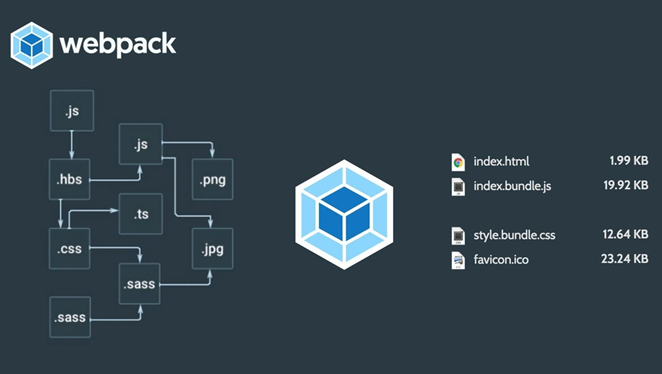 webpack
.js
.js
.hbs
.png
.ts
.css
.jpg
.sass
.sass
index.html 1.99 KB
index.bundle.js 19.92 KB
style.bundle.css 12.64 KB
favicon.ico 23.24 KB